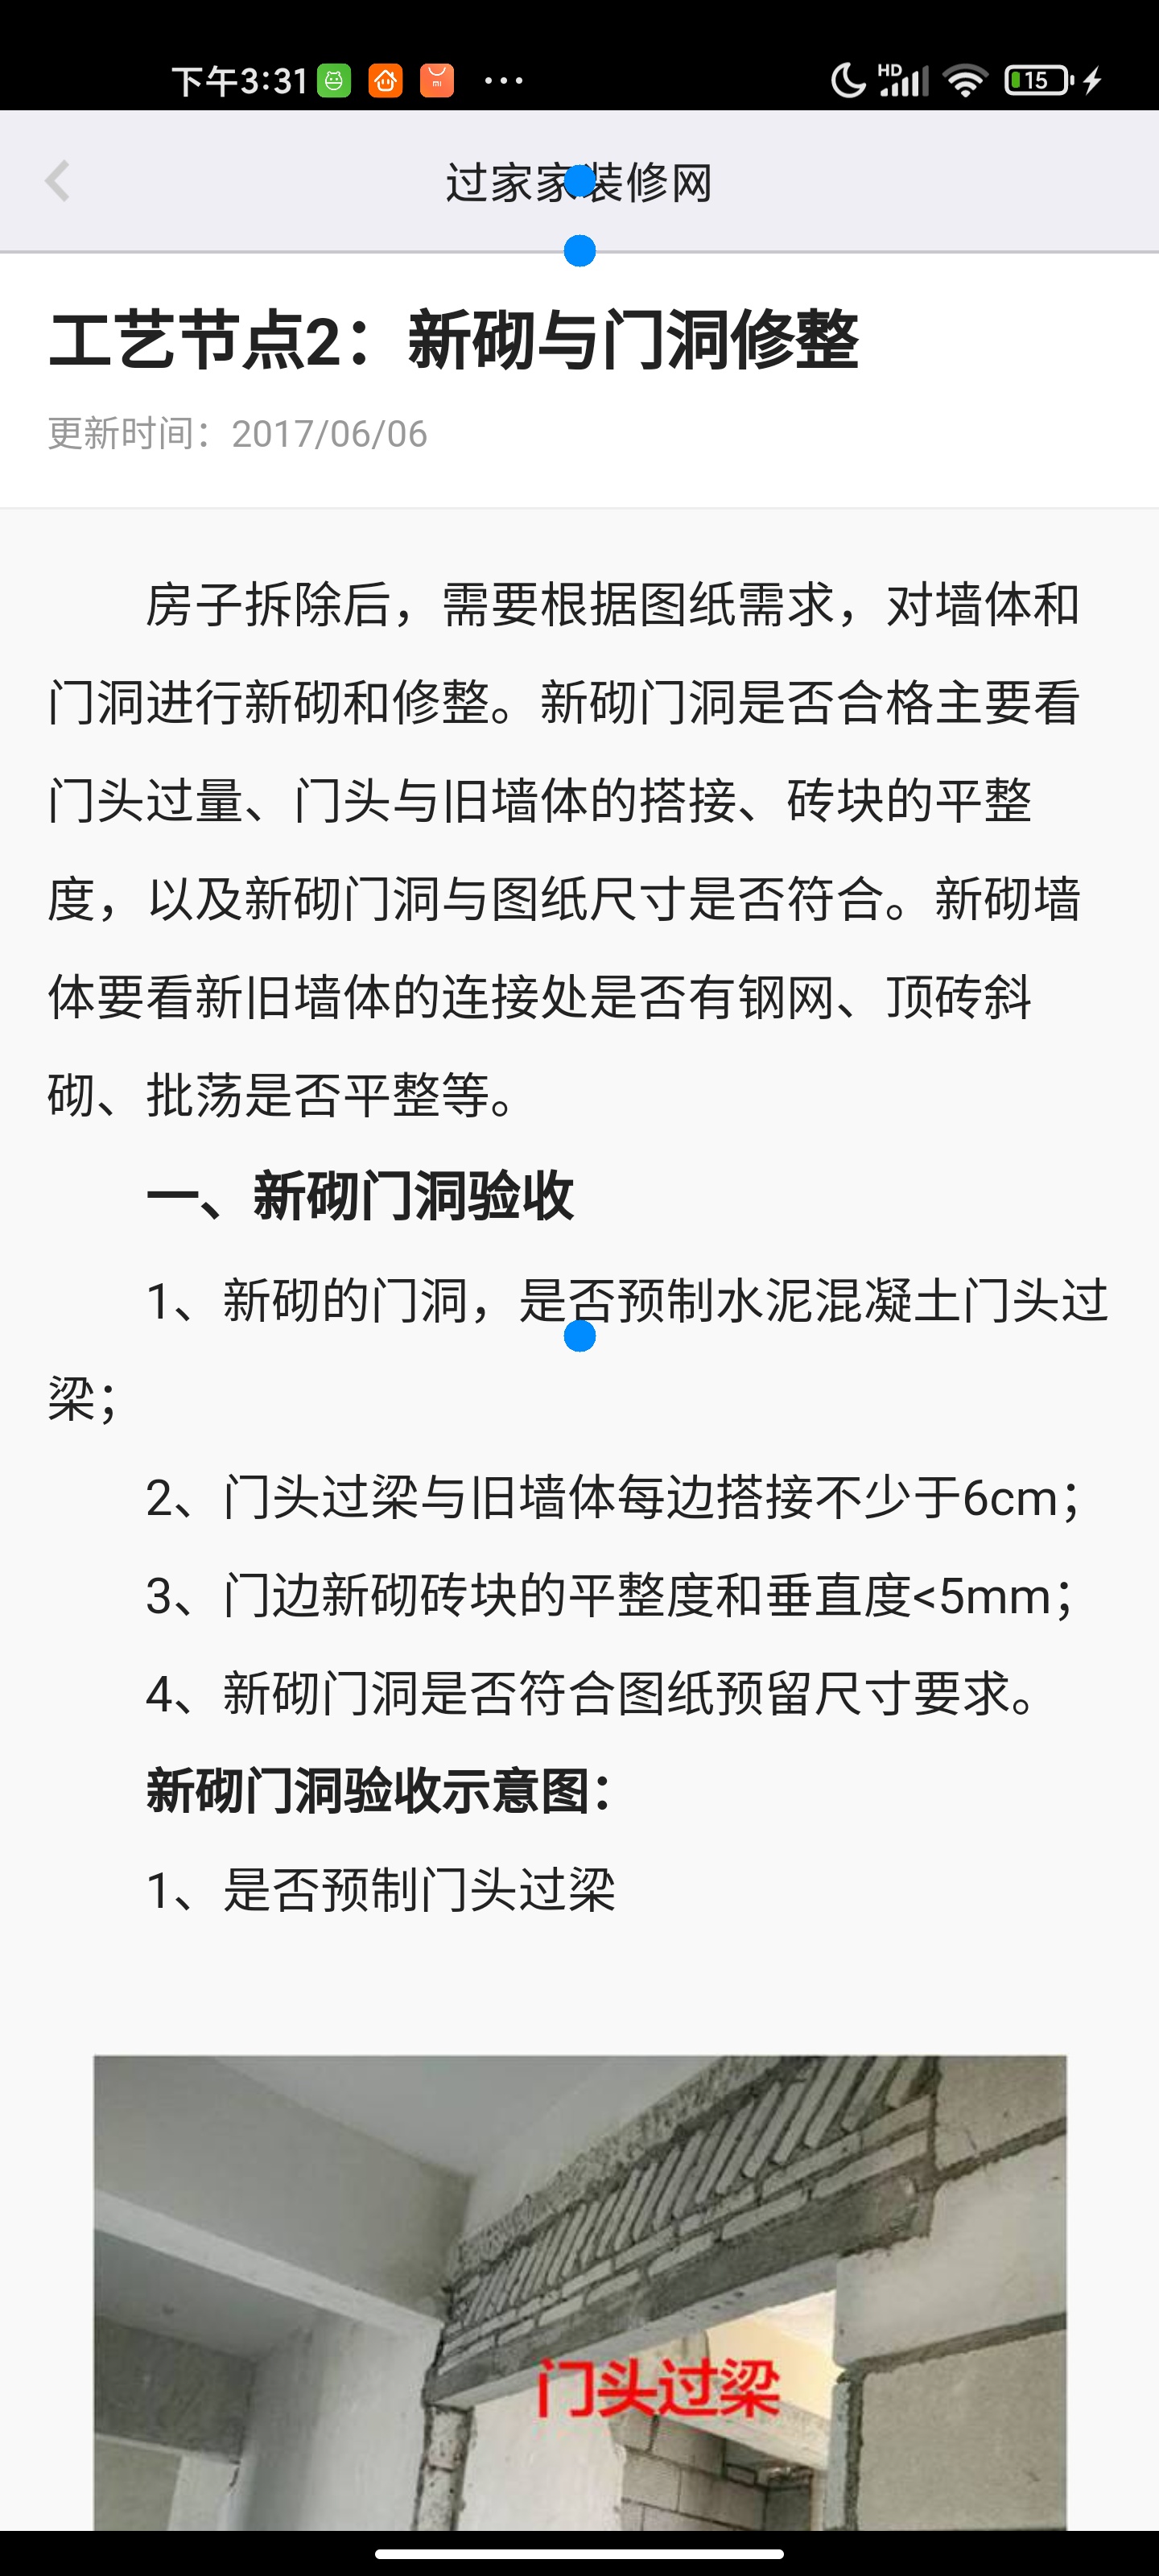 下午3:31
mi
...
HD
15
过家家装修网
工艺节点2：新砌与门洞修整
更新时间：2017/06/06
房子拆除后，需要根据图纸需求，对墙体和
门洞进行新砌和修整。新砌门洞是否合格主要看
门头过量、门头与旧墙体的搭接、砖块的平整
度，以及新砌门洞与图纸尺寸是否符合。新砌墙
体要看新旧墙体的连接处是否有钢网、顶砖斜
砌、批荡是否平整等。
一、新砌门洞验收
1、新砌的门洞，是否预制水泥混凝土门头过
梁；
2、门头过梁与旧墙体每边搭接不少于6cm；
3、门边新砌砖块的平整度和垂直度<5mm；
4、新砌门洞是否符合图纸预留尺寸要求。
新砌门洞验收示意图：
1、是否预制门头过梁
门头过梁